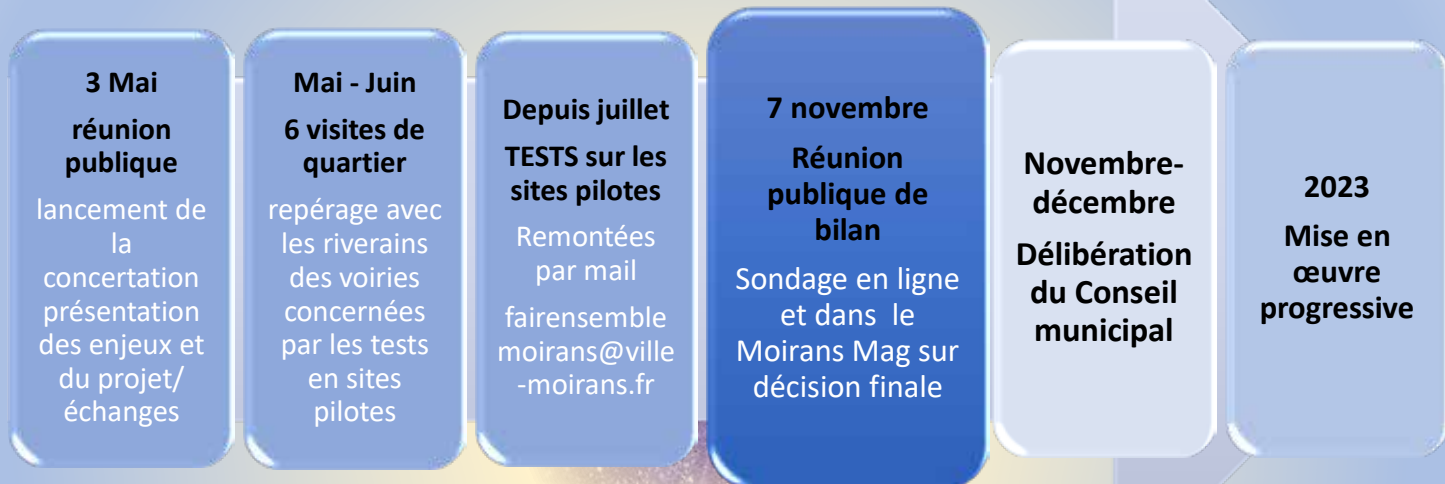 3 Mai
réunion
publique
lancement de
la
concertation
présentation
des enjeux et
du projet/
échanges
Mai - Juin
6 visites de
quartier
repérage avec
les riverains
des voiries
concernées
par les tests
en sites
pilotes
Depuis juillet
TESTS sur les
sites pilotes
Remontées
par mail
fairensemble
moirans@ville
-moirans.fr
7 novembre
Réunion
publique de
bilan
Sondage en ligne
et dans le
Moirans Mag sur
décision finale
Novembre-
décembre
Délibération
du Conseil
municipal
2023
Mise en
œuvre
progressive